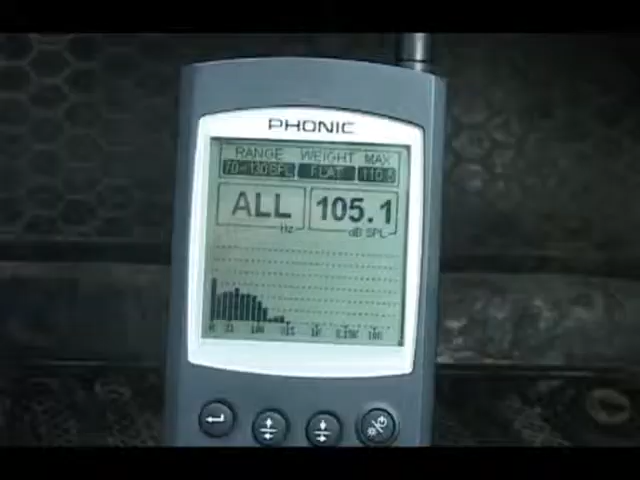 PHONIC
RANGE WEIGHT MAX
70~130SPL FLAT 110.5
ALL 105.1
Hz dB SPL